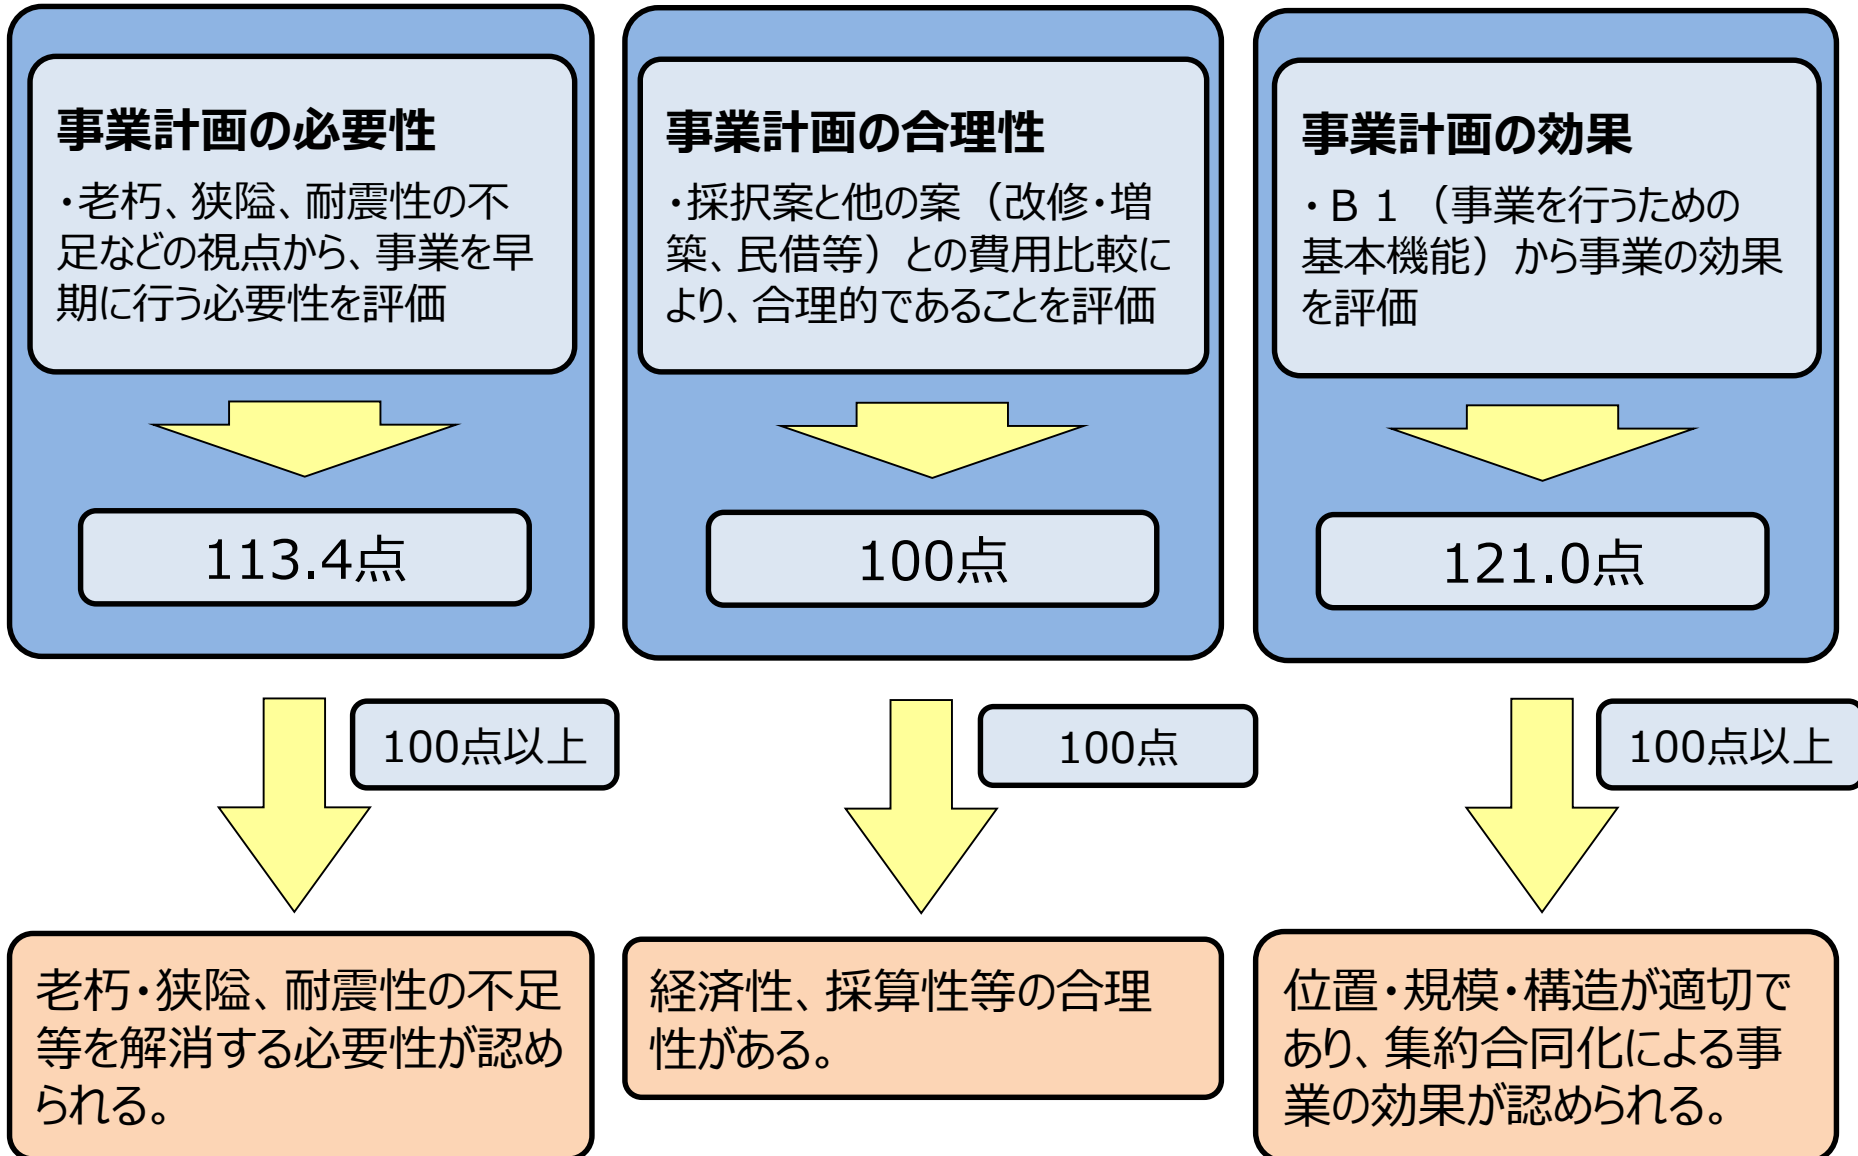 事業計画の必要性
・老朽、狭隘、耐震性の不
足などの視点から、事業を早
期に行う必要性を評価
113.4点
100点以上
老朽・狭隘、耐震性の不足
等を解消する必要性が認め
られる。
事業計画の合理性
・採択案と他の案（改修・増
築、民借等）との費用比較に
より、合理的であることを評価
100点
100点
経済性、採算性等の合理
性がある。
事業計画の効果
・Ｂ１（事業を行うための
基本機能）から事業の効果
を評価
121.0点
100点以上
位置・規模・構造が適切で
あり、集約合同化による事
業の効果が認められる。